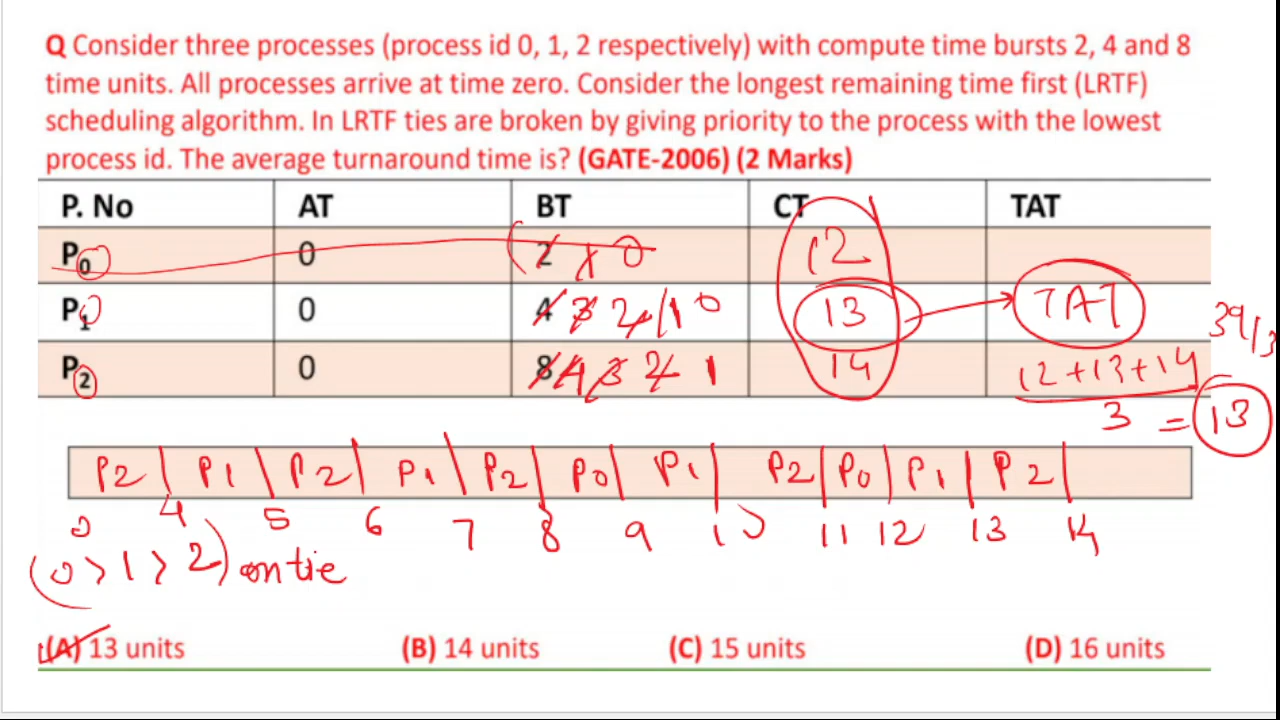 Q Consider three processes (process id 0, 1, 2 respectively) with compute time bursts 2, 4 and 8
time units. All processes arrive at time zero. Consider the longest remaining time first (LRTF)
scheduling algorithm. In LRTF ties are broken by giving priority to the process with the lowest
process id. The average turnaround time is? (GATE-2006) (2 Marks)
P. No AT BT CT TAT
P0 0 2 1 0 12
P1 0 4 3 2 1 0 13 TAT 39/3
P2 0 8 4 3 2 1 14 12+13+14
3 = 13
P2 P1 P2 P1 P2 P0 P1 P2 P0 P1 P2
0 4 5 6 7 8 9 10 11 12 13 14
(0 > 1 > 2) on tie
(A) 13 units (B) 14 units (C) 15 units (D) 16 units